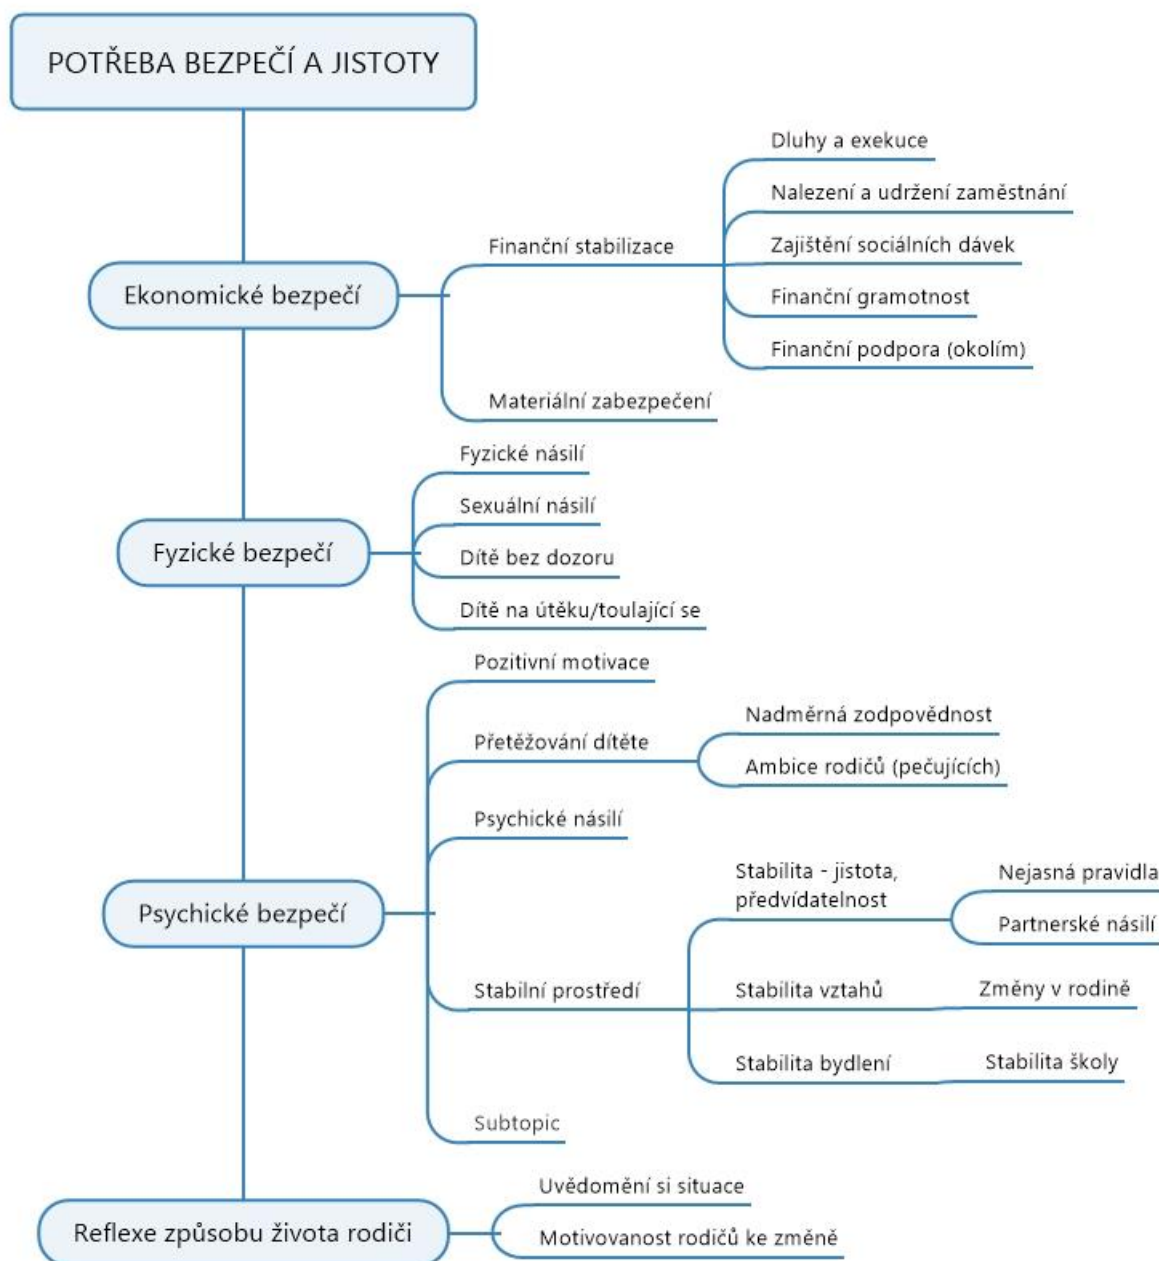 POTŘEBA BEZPEČÍ A JISTOTY
Ekonomické bezpečí
Finanční stabilizace
Dluhy a exekuce
Nalezení a udržení zaměstnání
Zajištění sociálních dávek
Finanční gramotnost
Finanční podpora (okolím)
Materiální zabezpečení
Fyzické bezpečí
Fyzické násilí
Sexuální násilí
Dítě bez dozoru
Dítě na útěku/toulající se
Psychické bezpečí
Pozitivní motivace
Přetěžování dítěte
Nadměrná zodpovědnost
Ambice rodičů (pečujících)
Psychické násilí
Stabilní prostředí
Stabilita - jistota,
předvídatelnost
Nejasná pravidla
Partnerské násilí
Stabilita vztahů
Změny v rodině
Stabilita bydlení
Stabilita školy
Subtopic
Reflexe způsobu života rodiči
Uvědomění si situace
Motivovanost rodičů ke změně